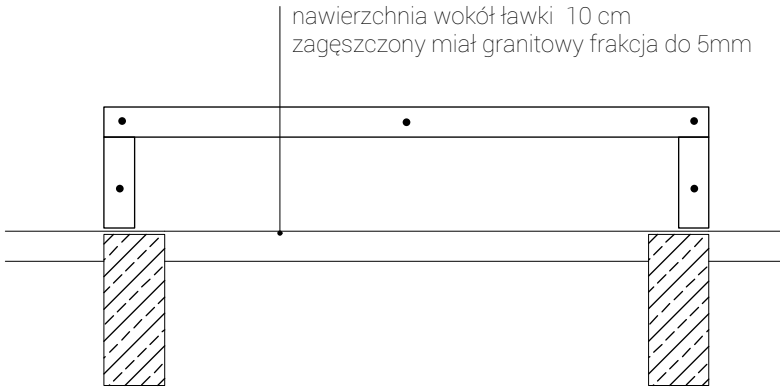 nawierzchnia wokół ławki 10 cm
zagęszczony miał granitowy frakcja do 5mm